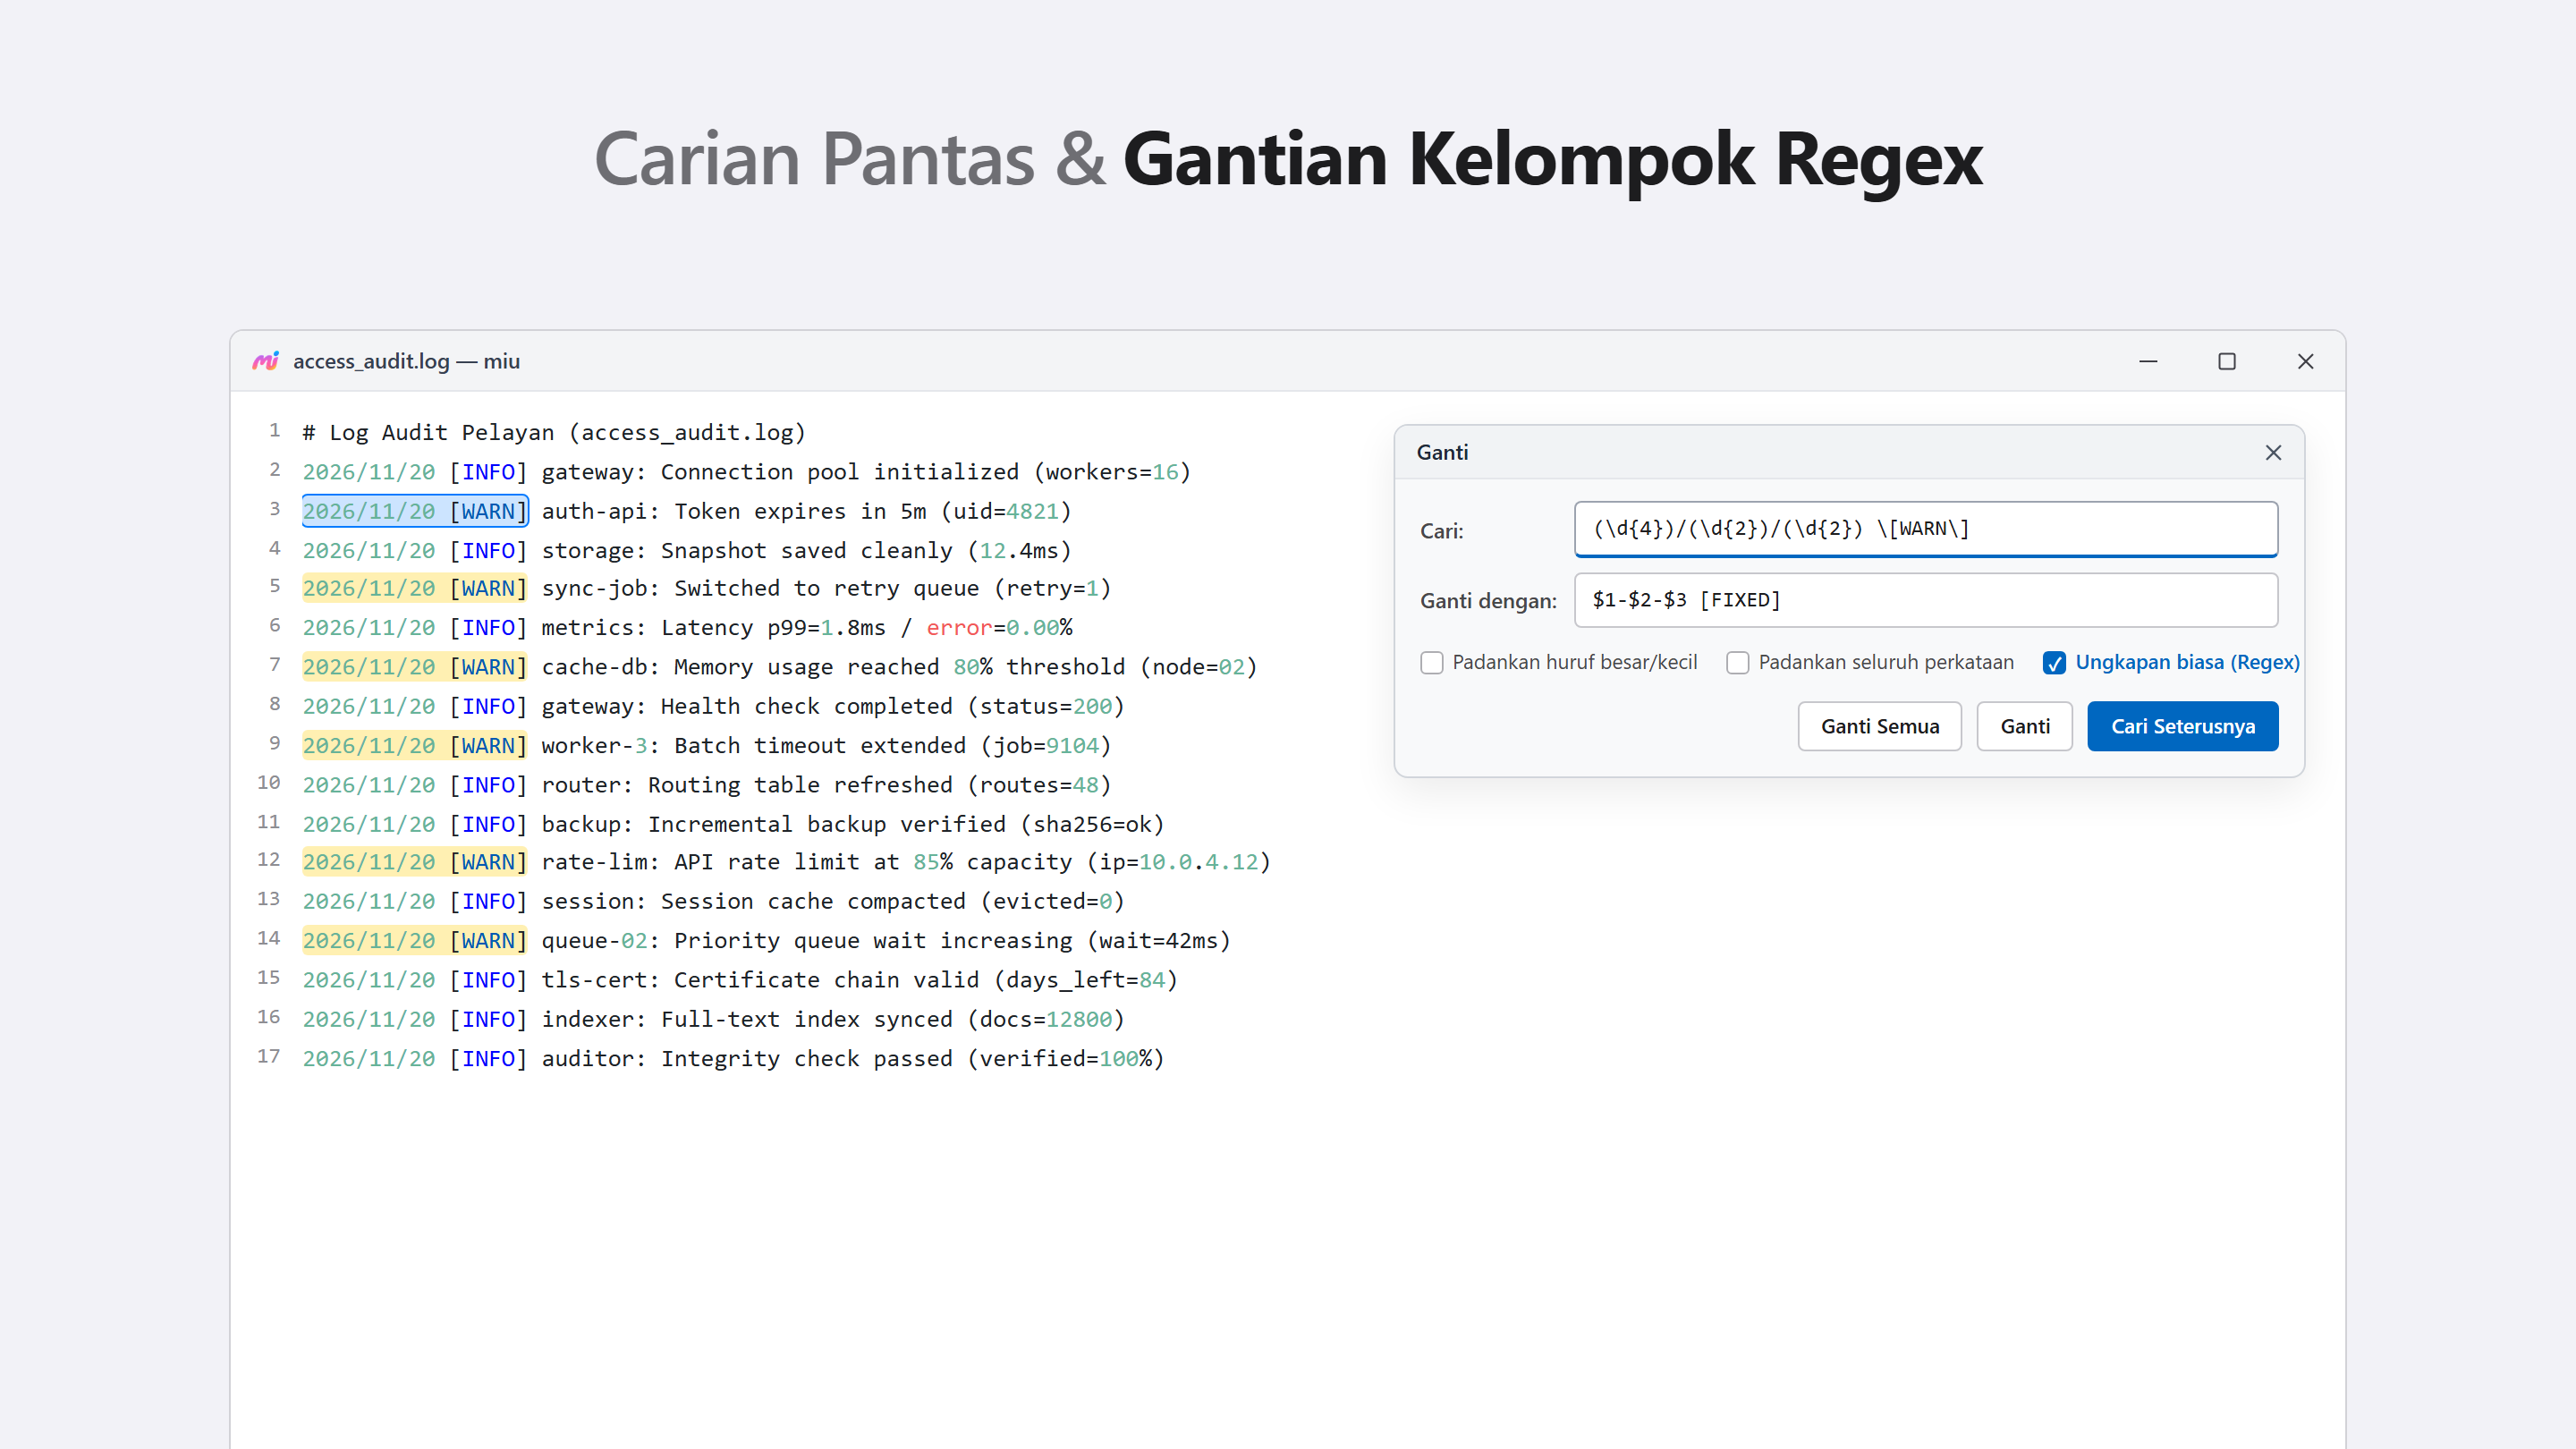 Carian Pantas & Gantian Kelompok Regex
mi access_audit.log — miu
1 # Log Audit Pelayan (access_audit.log)
2 2026/11/20 [INFO] gateway: Connection pool initialized (workers=16)
3 2026/11/20 [WARN] auth-api: Token expires in 5m (uid=4821)
4 2026/11/20 [INFO] storage: Snapshot saved cleanly (12.4ms)
5 2026/11/20 [WARN] sync-job: Switched to retry queue (retry=1)
6 2026/11/20 [INFO] metrics: Latency p99=1.8ms / error=0.00%
7 2026/11/20 [WARN] cache-db: Memory usage reached 80% threshold (node=02)
8 2026/11/20 [INFO] gateway: Health check completed (status=200)
9 2026/11/20 [WARN] worker-3: Batch timeout extended (job=9104)
10 2026/11/20 [INFO] router: Routing table refreshed (routes=48)
11 2026/11/20 [INFO] backup: Incremental backup verified (sha256=ok)
12 2026/11/20 [WARN] rate-lim: API rate limit at 85% capacity (ip=10.0.4.12)
13 2026/11/20 [INFO] session: Session cache compacted (evicted=0)
14 2026/11/20 [WARN] queue-02: Priority queue wait increasing (wait=42ms)
15 2026/11/20 [INFO] tls-cert: Certificate chain valid (days_left=84)
16 2026/11/20 [INFO] indexer: Full-text index synced (docs=12800)
17 2026/11/20 [INFO] auditor: Integrity check passed (verified=100%)
Ganti
Cari: (\d{4})/(\d{2})/(\d{2}) \[WARN\]
Ganti dengan: $1-$2-$3 [FIXED]
Padankan huruf besar/kecil Padankan seluruh perkataan Ungkapan biasa (Regex)
Ganti Semua Ganti Cari Seterusnya